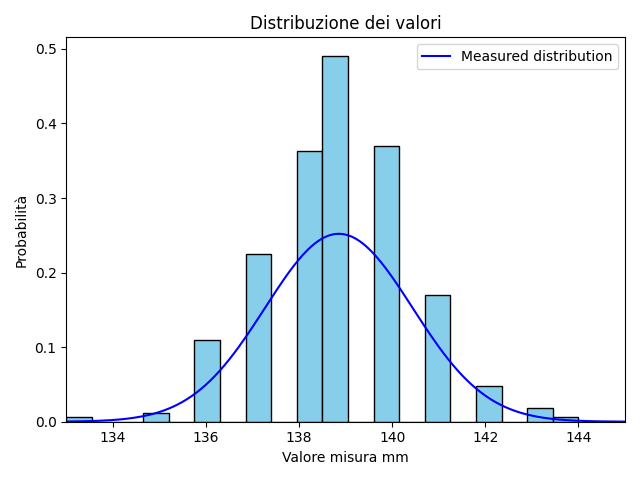 Distribuzione dei valori
Measured distribution
0.5
0.4
0.3
0.2
0.1
0.0
Probabilità
134 136 138 140 142 144
Valore misura mm